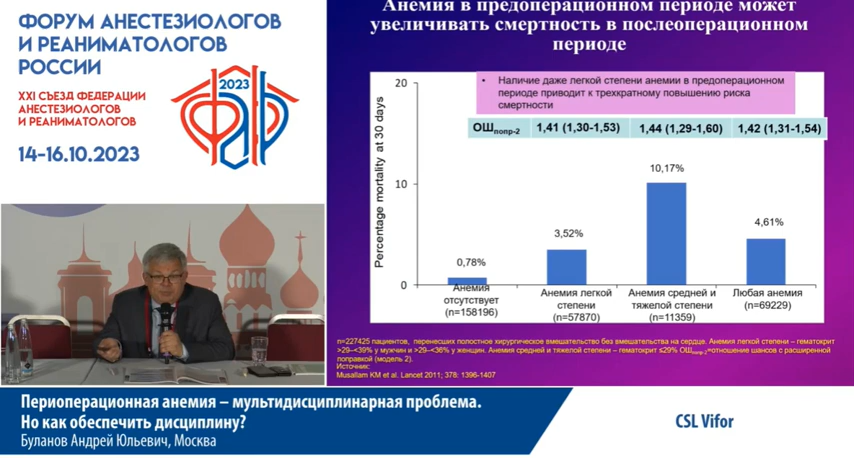 ФОРУМ АНЕСТЕЗИОЛОГОВ
И РЕАНИМАТОЛОГОВ
РОССИИ
XXI СЪЕЗД ФЕДЕРАЦИИ
АНЕСТЕЗИОЛОГОВ
И РЕАНИМАТОЛОГОВ
14-16.10.2023
2023
ФАР
Анемия в предоперационном периоде может
увеличивать смертность в послеоперационном
периоде
• Наличие даже легкой степени анемии в предоперационном
периоде приводит к трехкратному повышению риска
смертности
ОШпопр-2 1,41 (1,30-1,53) 1,44 (1,29-1,60) 1,42 (1,31-1,54)
Percentage mortality at 30 days
20
10
0
0,78%
3,52%
10,17%
4,61%
Анемия
отсутствует
(n=158196)
Анемия легкой
степени
(n=57870)
Анемия средней и
тяжелой степени
(n=11359)
Любая анемия
(n=69229)
n=227425 пациентов, перенесших полостное хирургическое вмешательство без вмешательства на сердце. Анемия легкой степени – гематокрит
>29–<39% у мужчин и >29–<36% у женщин. Анемия средней и тяжелой степени – гематокрит ≤29% ОШпопр-2=отношение шансов с расширенной
поправкой (модель 2).
Источник:
Musallam KM et al. Lancet 2011; 378: 1396-1407
Периоперационная анемия – мультидисциплинарная проблема.
Но как обеспечить дисциплину?
Буланов Андрей Юльевич, Москва
CSL Vifor